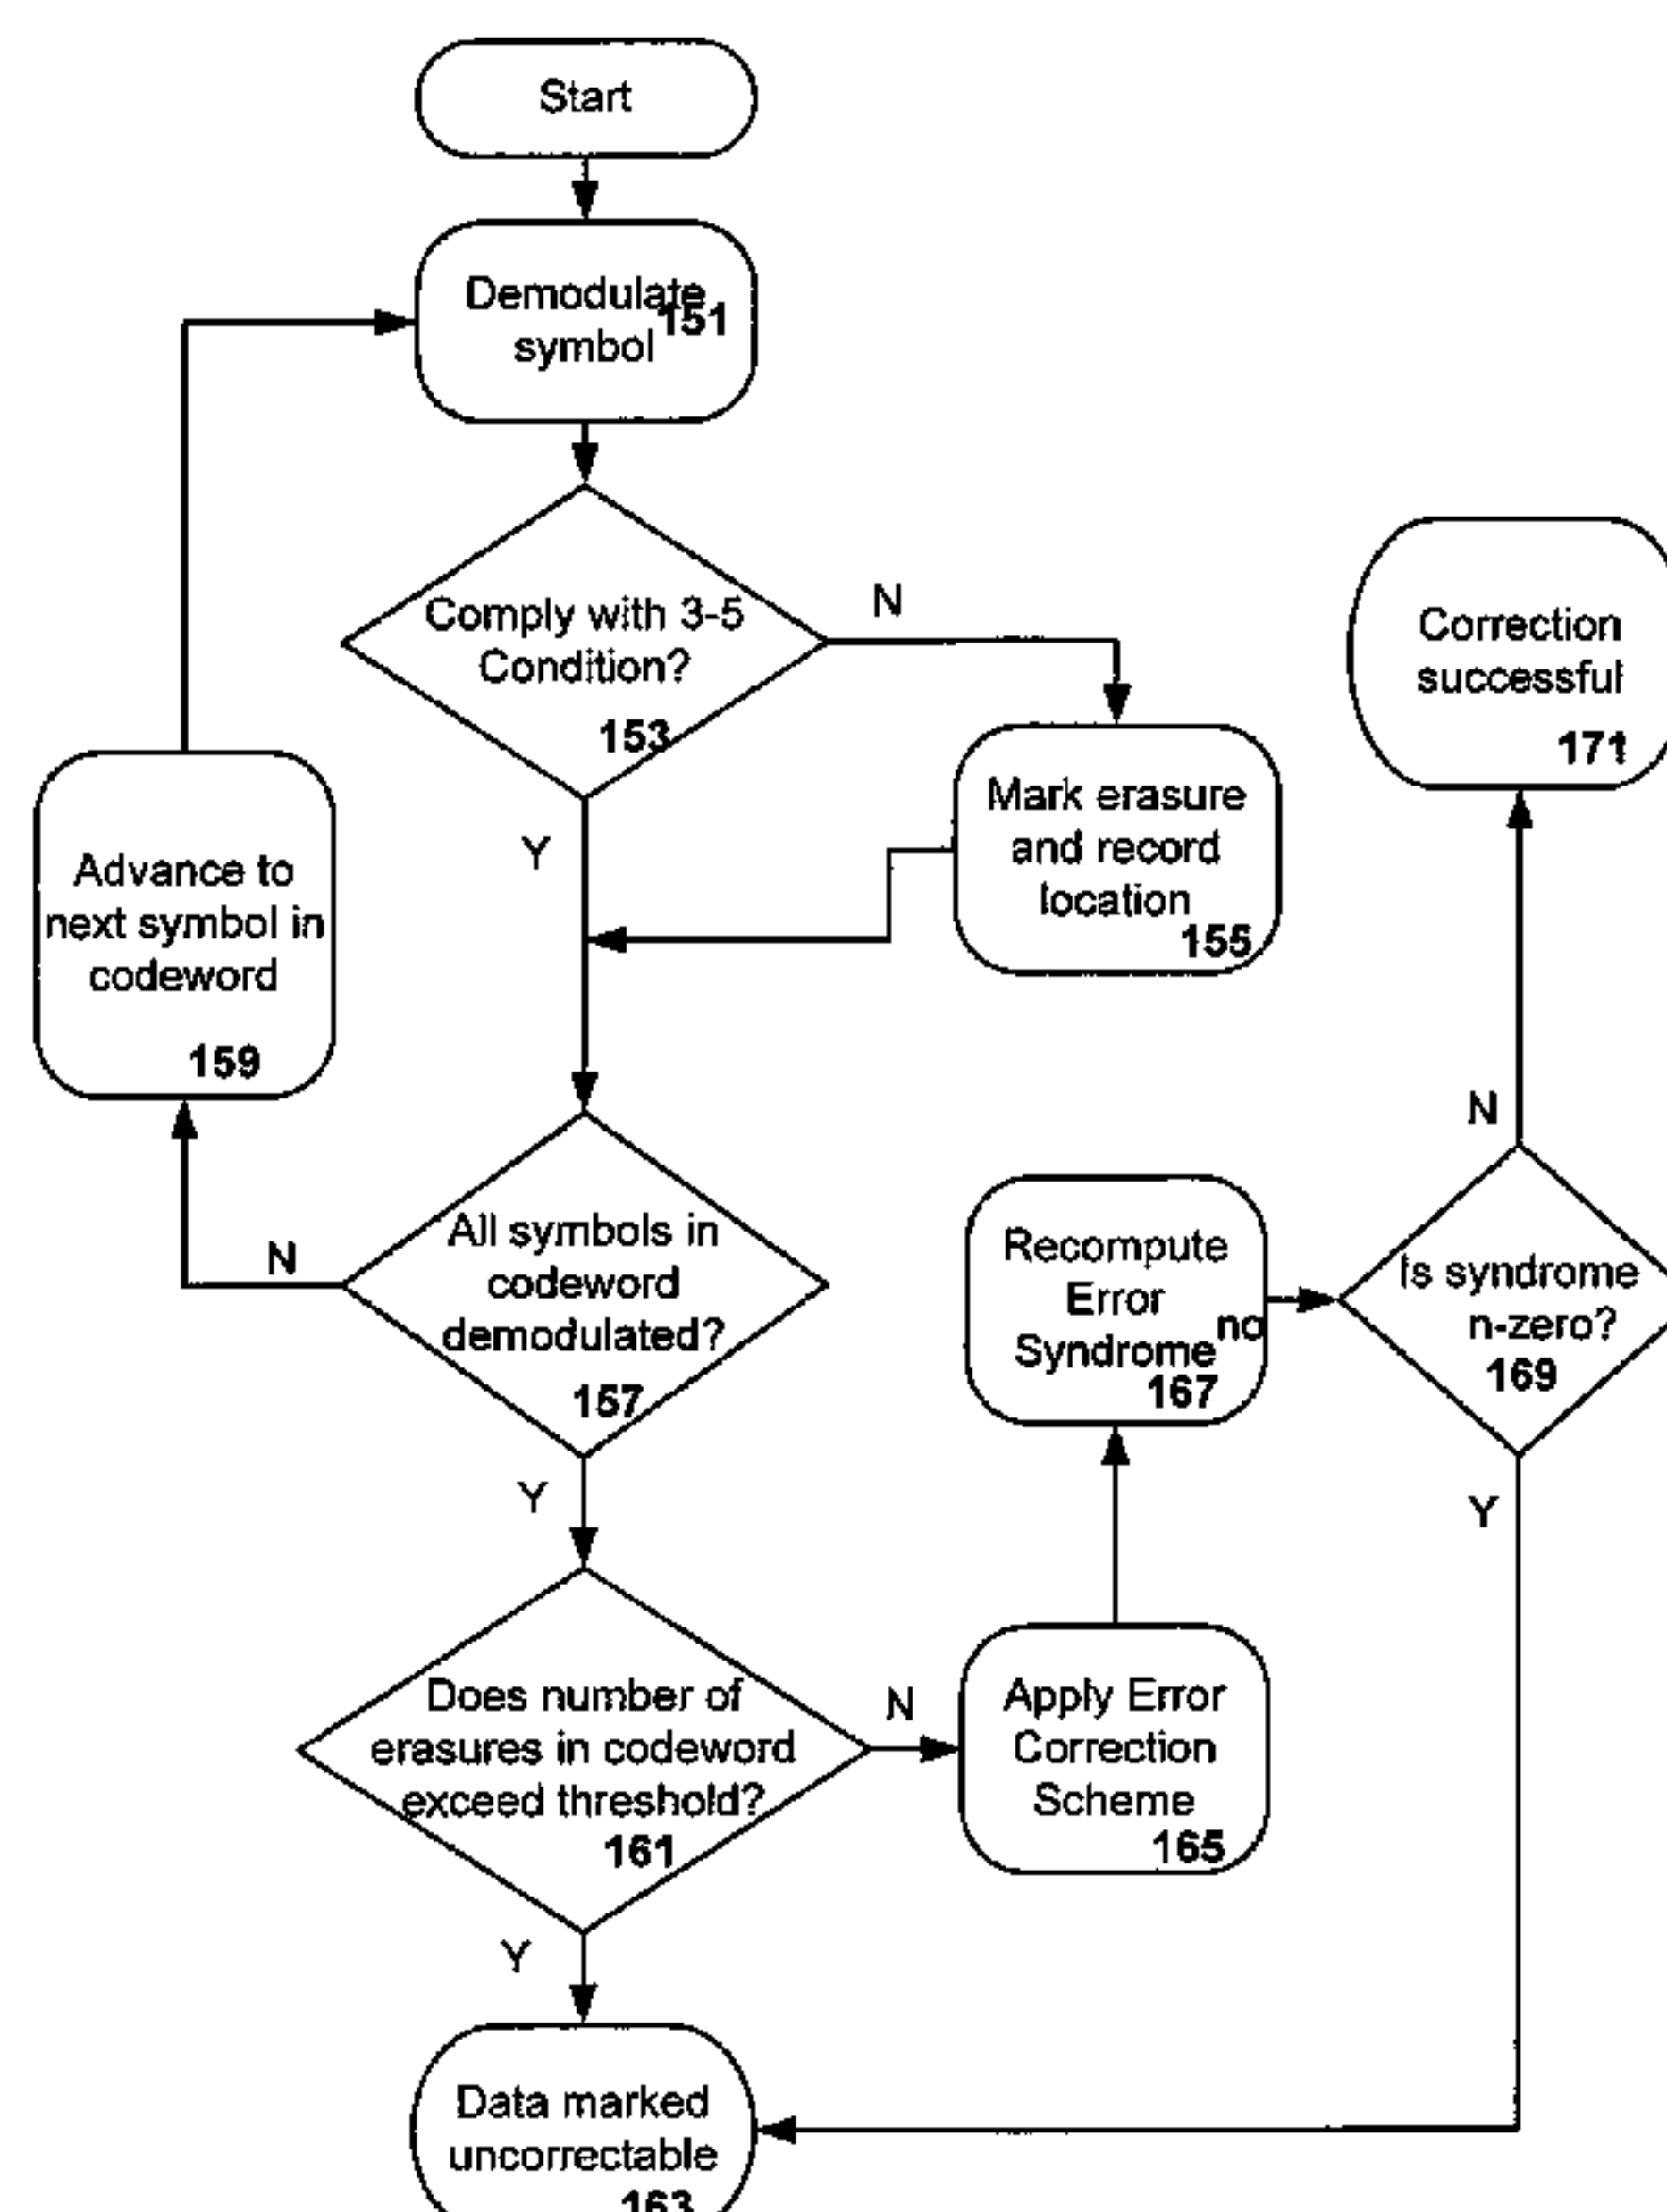 Start
Demodulate
symbol
151
Comply with 3-5
Condition?
153
N
Y
Mark erasure
and record
location
155
Correction
successful
171
Advance to
next symbol in
codeword
159
All symbols in
codeword
demodulated?
157
N
Y
Recompute
Error
Syndrome
167
N
Is syndrome
no
n-zero?
169
Y
Does number of
erasures in codeword
exceed threshold?
161
N
Y
Apply Error
Correction
Scheme
165
Data marked
uncorrectable
163